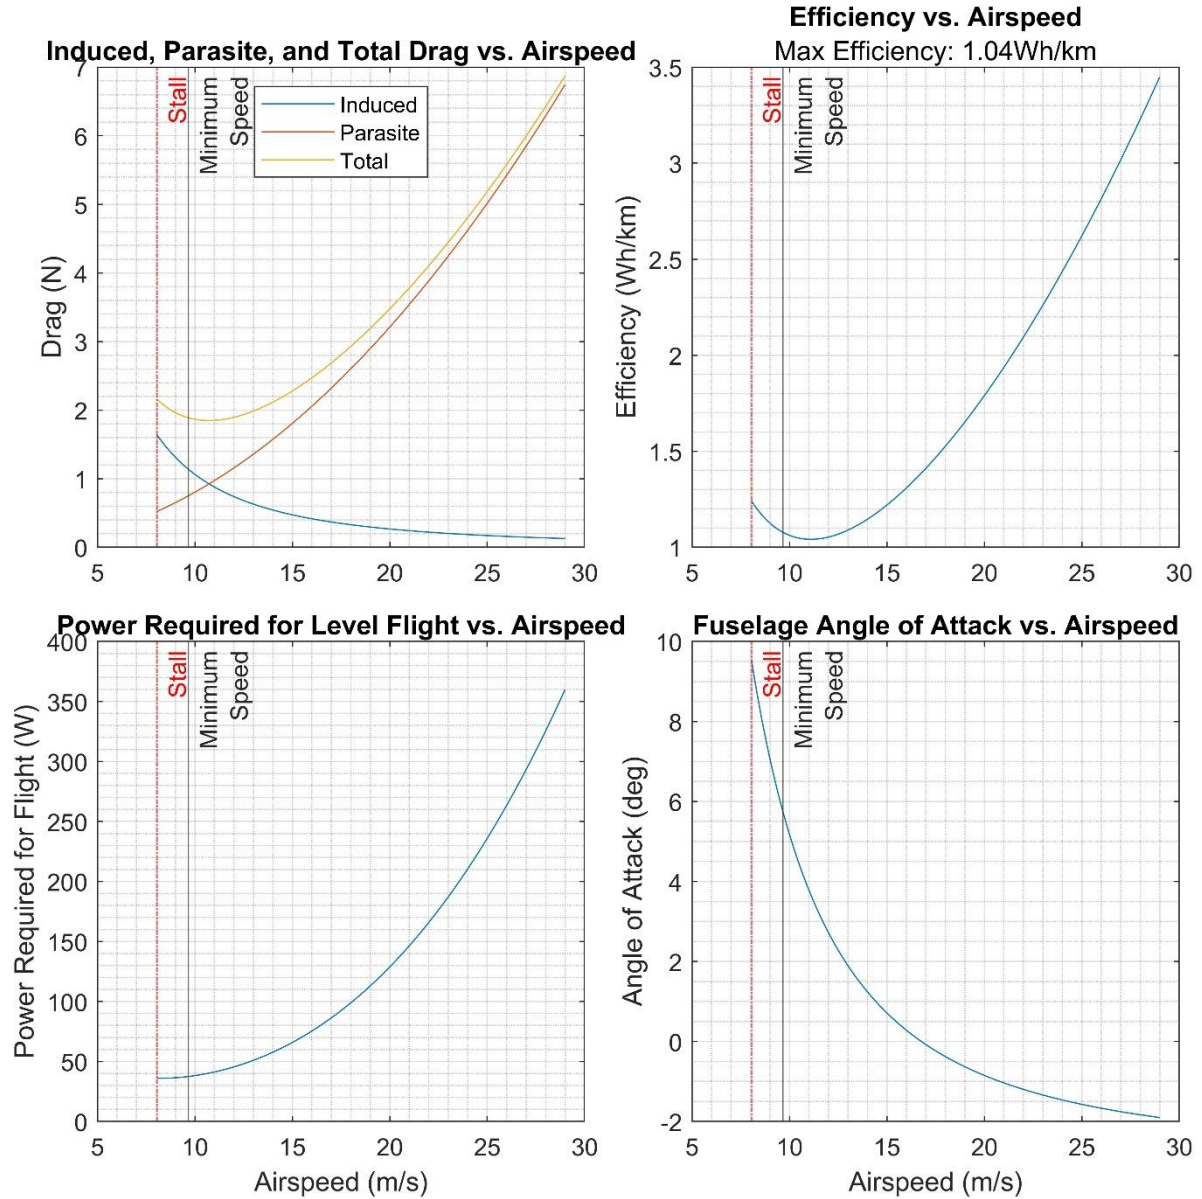 Induced, Parasite, and Total Drag vs. Airspeed
7
6
5
4
3
2
1
0
Drag (N)
Stall
Minimum
Speed
Induced
Parasite
Total
5
10
15
20
25
30
Efficiency vs. Airspeed
Max Efficiency: 1.04Wh/km
3.5
3
2.5
2
1.5
1
Efficiency (Wh/km)
Stall
Minimum
Speed
5
10
15
20
25
30
Power Required for Level Flight vs. Airspeed
400
350
300
250
200
150
100
50
0
Power Required for Flight (W)
Stall
Minimum
Speed
5
10
15
20
25
30
Airspeed (m/s)
Fuselage Angle of Attack vs. Airspeed
10
8
6
4
2
0
-2
Angle of Attack (deg)
Stall
Minimum
Speed
5
10
15
20
25
30
Airspeed (m/s)